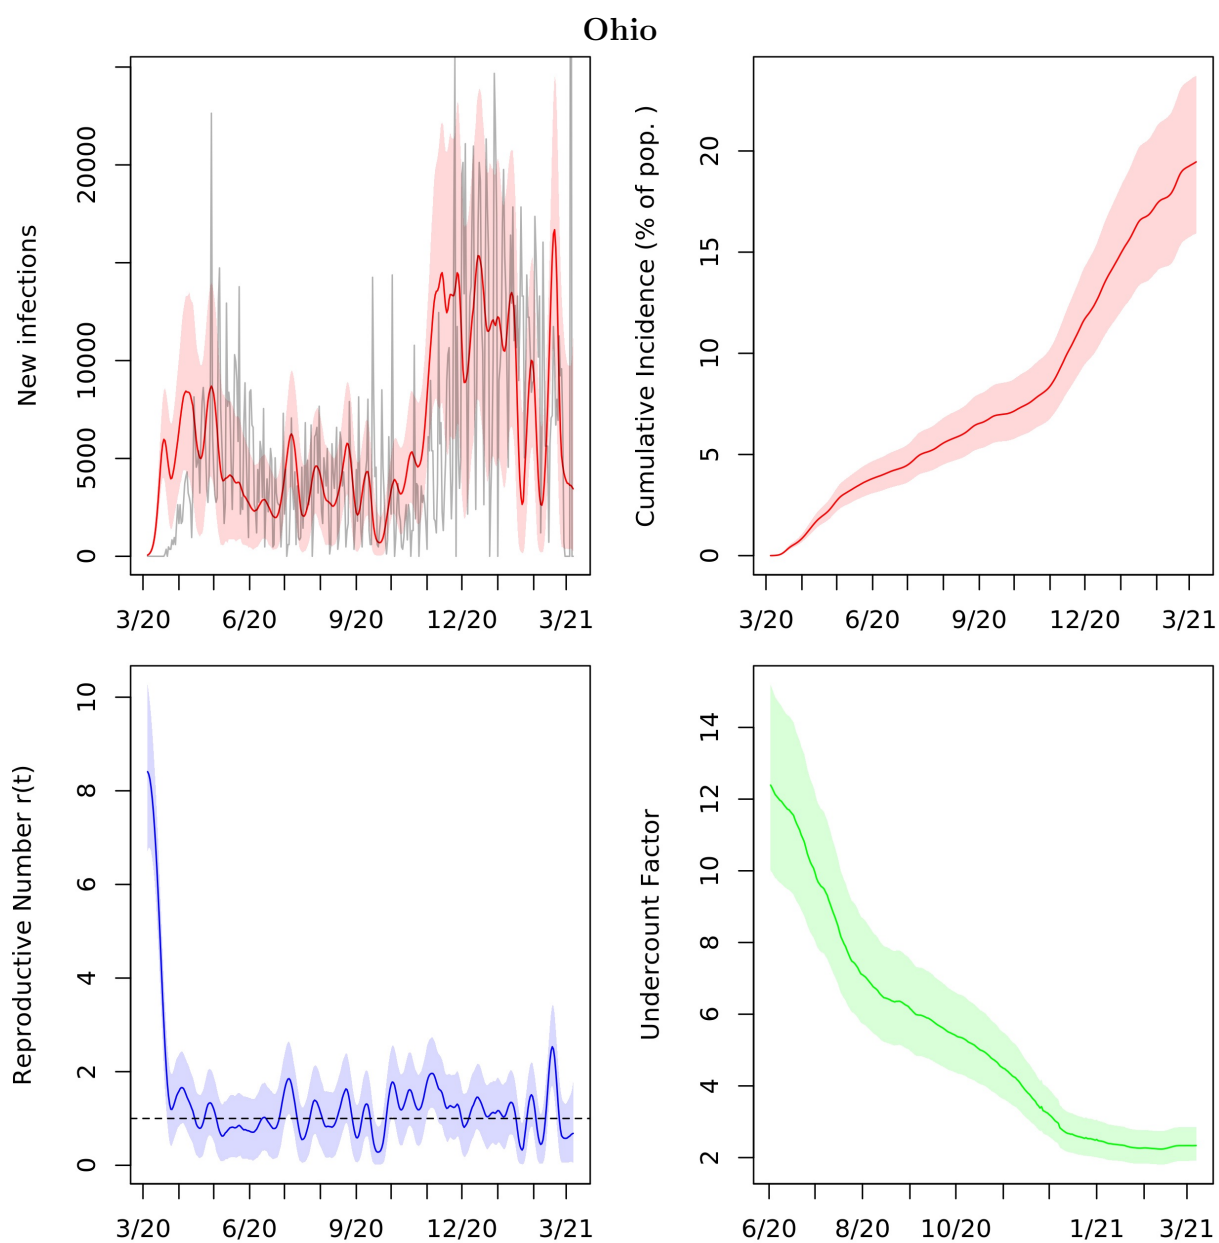 Ohio
New infections
0
5000
10000
20000
3/20 6/20 9/20 12/20 3/21
Cumulative Incidence (% of pop. )
0
5
10
15
20
3/20 6/20 9/20 12/20 3/21
Reproductive Number r(t)
0
2
4
6
8
10
3/20 6/20 9/20 12/20 3/21
Undercount Factor
2
4
6
8
10
12
14
6/20 8/20 10/20 1/21 3/21